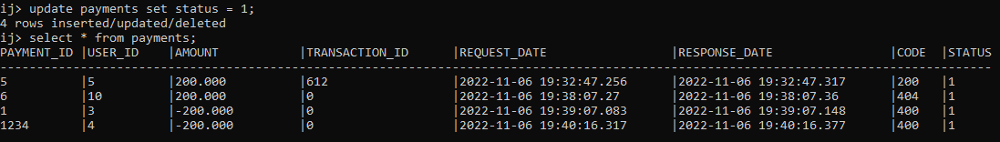 ij> update payments set status = 1;
4 rows inserted/updated/deleted
ij> select * from payments;
PAYMENT_ID |USER_ID |AMOUNT |TRANSACTION_ID |REQUEST_DATE |RESPONSE_DATE |CODE |STATUS
--------------------------------------------------------------------------------------------------------------------------------------------
5 |5 |200.000 |612 |2022-11-06 19:32:47.256 |2022-11-06 19:32:47.317 |200 |1
6 |10 |200.000 |0 |2022-11-06 19:38:07.27 |2022-11-06 19:38:07.36 |404 |1
1 |3 |-200.000 |0 |2022-11-06 19:39:07.083 |2022-11-06 19:39:07.148 |400 |1
1234 |4 |-200.000 |0 |2022-11-06 19:40:16.317 |2022-11-06 19:40:16.377 |400 |1